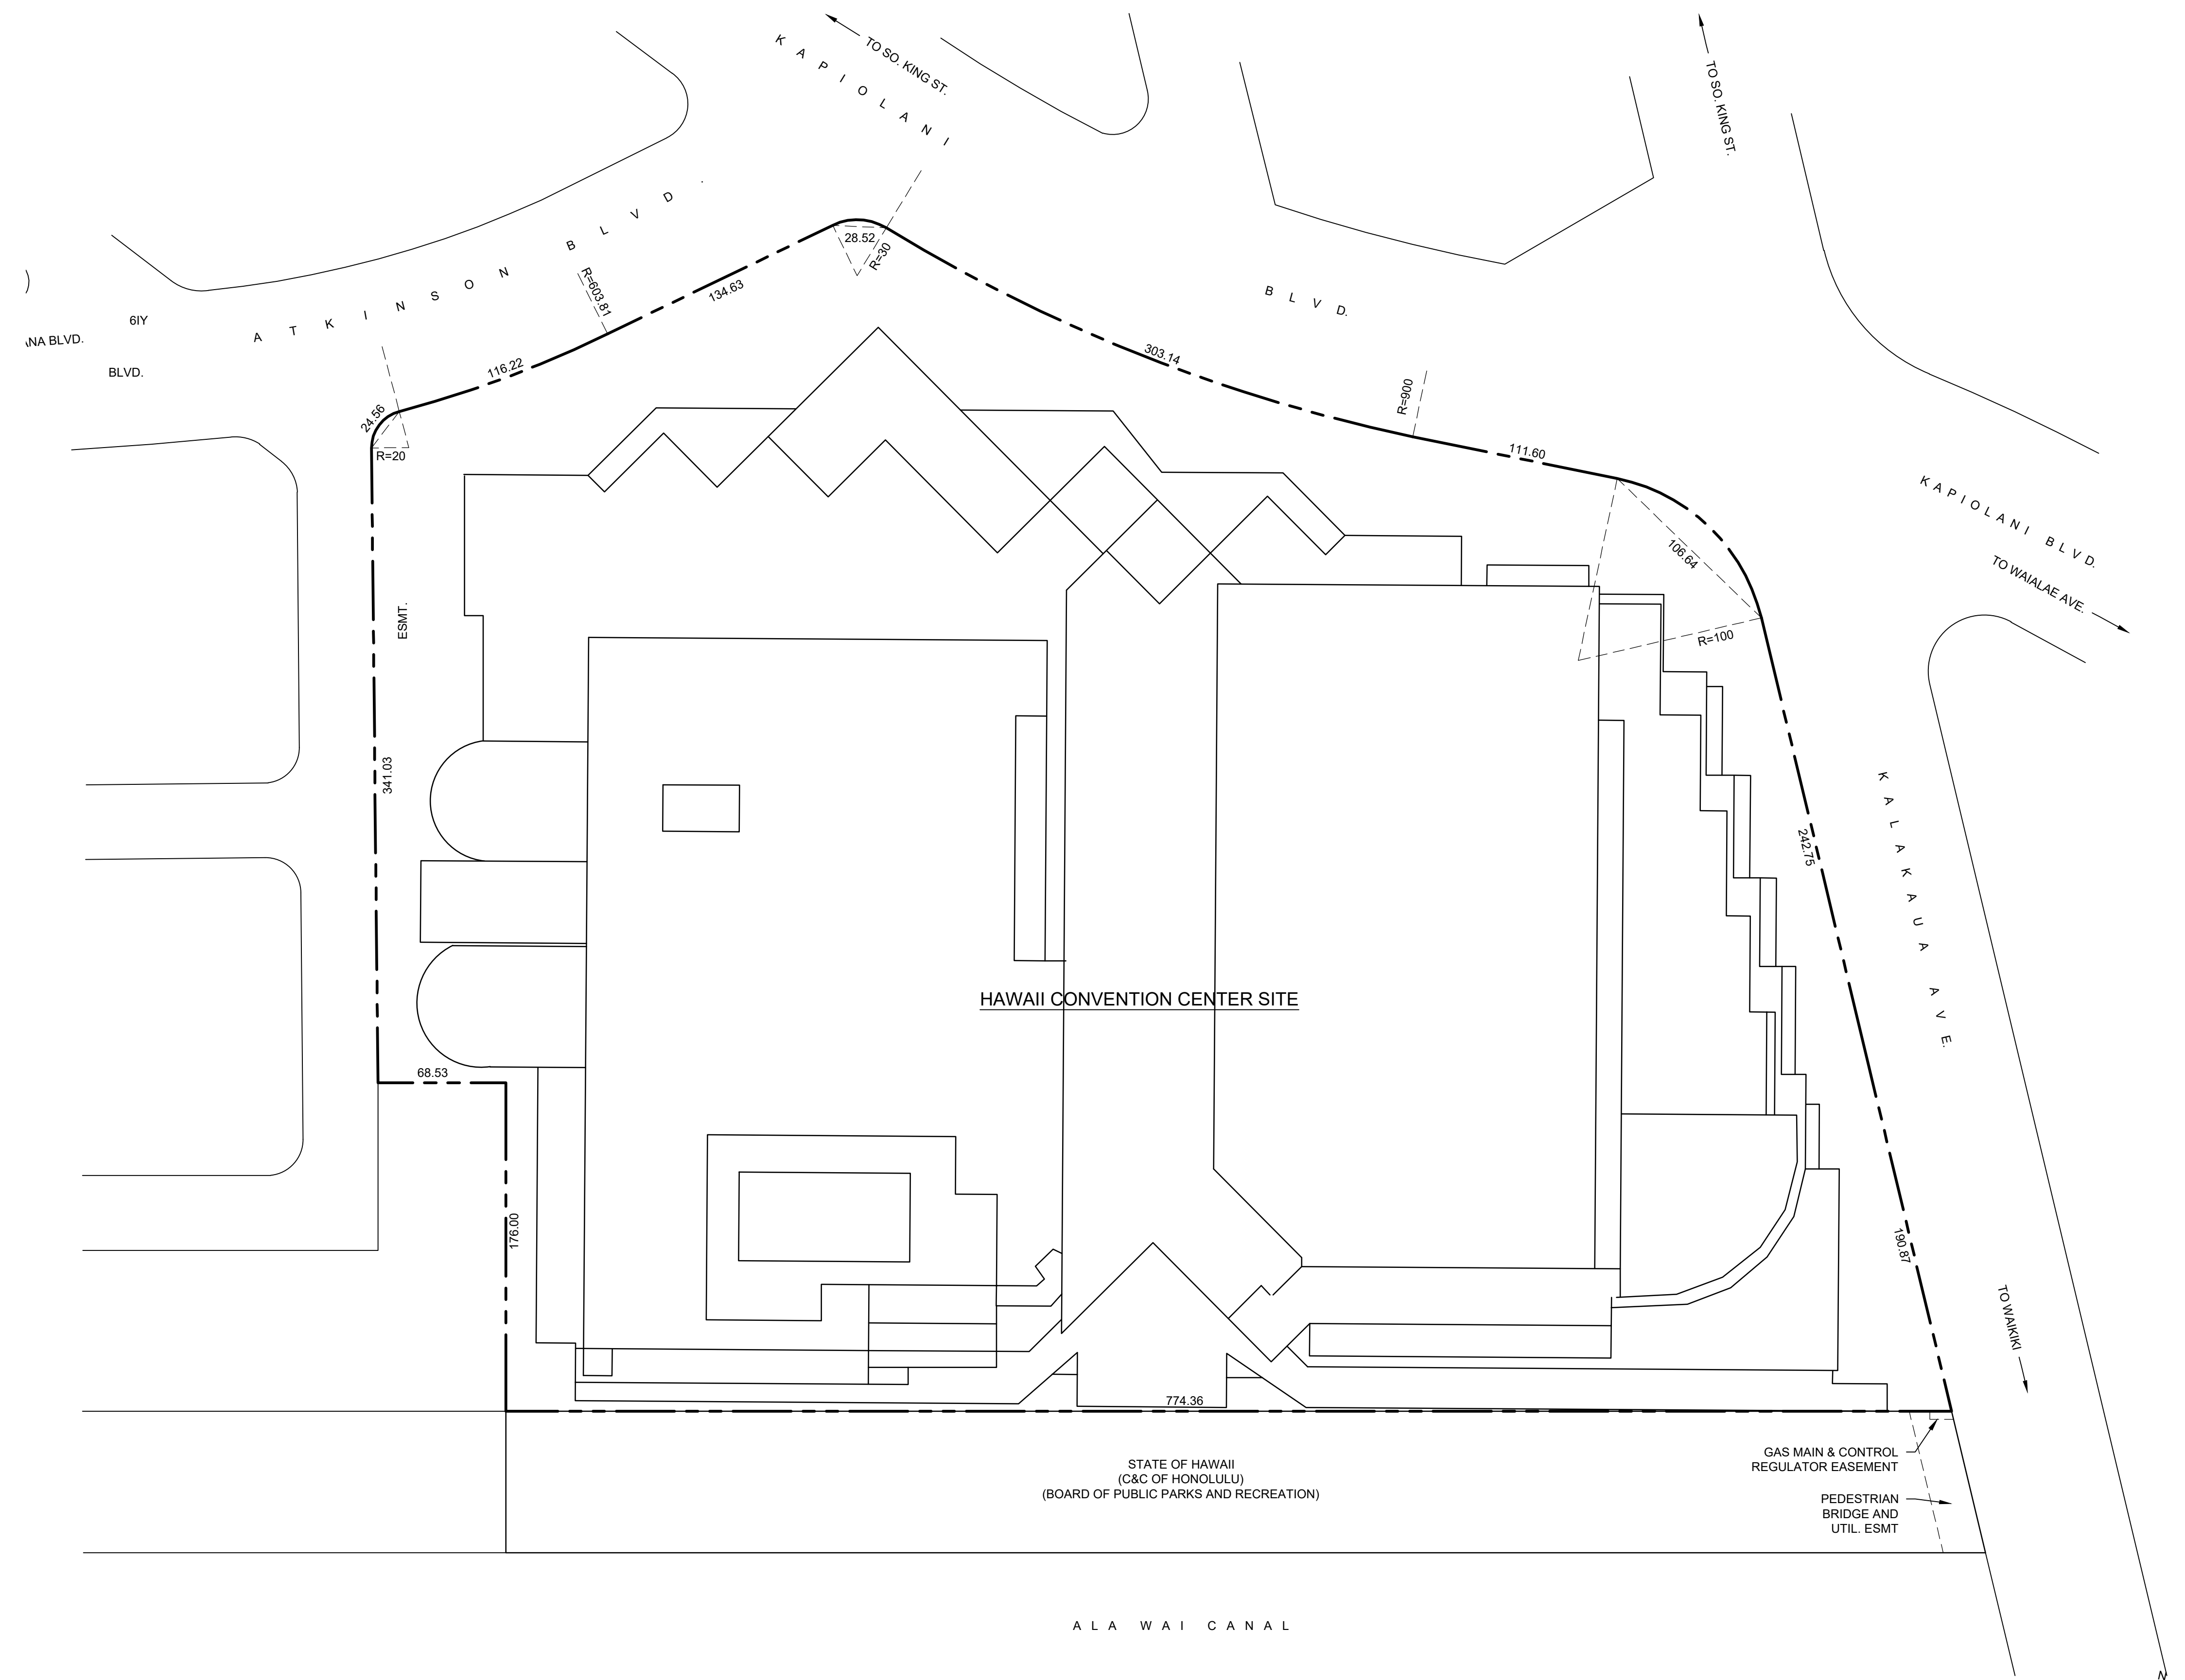 TO SO. KING ST.
KAPIOLANI
TO SO. KING ST.
ATKINSON BLVD.
28.52
R=30
R=603.81
134.63
BLVD.
6IY
NA BLVD.
BLVD.
116.22
303.14
R=900
24.56
R=20
111.60
KAPIOLANI BLVD.
TO WAIALAE AVE.
106.64
R=100
ESMT.
341.03
242.75
KALAKAUA AVE.
HAWAII CONVENTION CENTER SITE
68.53
176.00
190.87
TO WAIKIKI
774.36
STATE OF HAWAII
(C&C OF HONOLULU)
(BOARD OF PUBLIC PARKS AND RECREATION)
GAS MAIN & CONTROL
REGULATOR EASEMENT
PEDESTRIAN
BRIDGE AND
UTIL. ESMT
ALA WAI CANAL